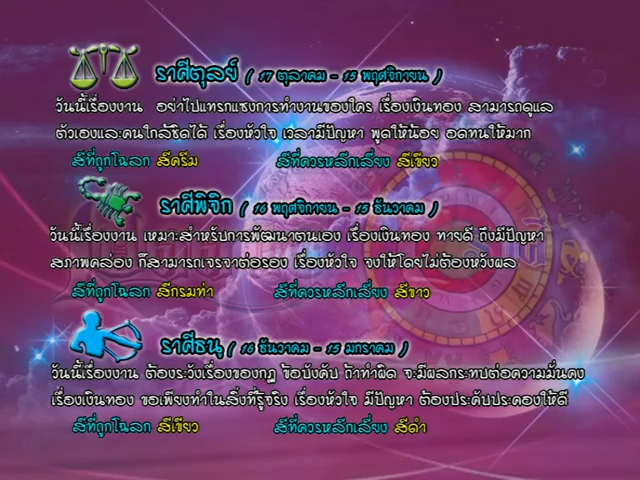 ราศีตุลย์ ( 17 ตุลาคม - 15 พฤศจิกายน )
วันนี้เรื่องงาน อย่าไปแทรกแซงการทำงานของใคร เรื่องเงินทอง สามารถดูแล
ตัวเองและคนใกล้ชิดได้ เรื่องหัวใจ เวลามีปัญหา พูดให้น้อย อดทนให้มาก
สีที่ถูกโฉลก สีครีม สีที่ควรหลีกเลี่ยง สีเขียว
ราศีพิจิก ( 16 พฤศจิกายน - 15 ธันวาคม )
วันนี้เรื่องงาน เหมาะสำหรับการพัฒนาตนเอง เรื่องเงินทอง ทายดี ถึงมีปัญหา
สภาพคล่อง ก็สามารถเจรจาต่อรอง เรื่องหัวใจ จงให้โดยไม่ต้องหวังผล
สีที่ถูกโฉลก สีกรมท่า สีที่ควรหลีกเลี่ยง สีขาว
ราศีธนู ( 16 ธันวาคม - 15 มกราคม )
วันนี้เรื่องงาน ต้องระวังเรื่องของกฎ ข้อบังคับ ถ้าทำผิด จะมีผลกระทบต่อความมั่นคง
เรื่องเงินทอง ขอเพียงทำในสิ่งที่รู้จริง เรื่องหัวใจ มีปัญหา ต้องประคับประคองให้ดี
สีที่ถูกโฉลก สีเขียว สีที่ควรหลีกเลี่ยง สีดำ